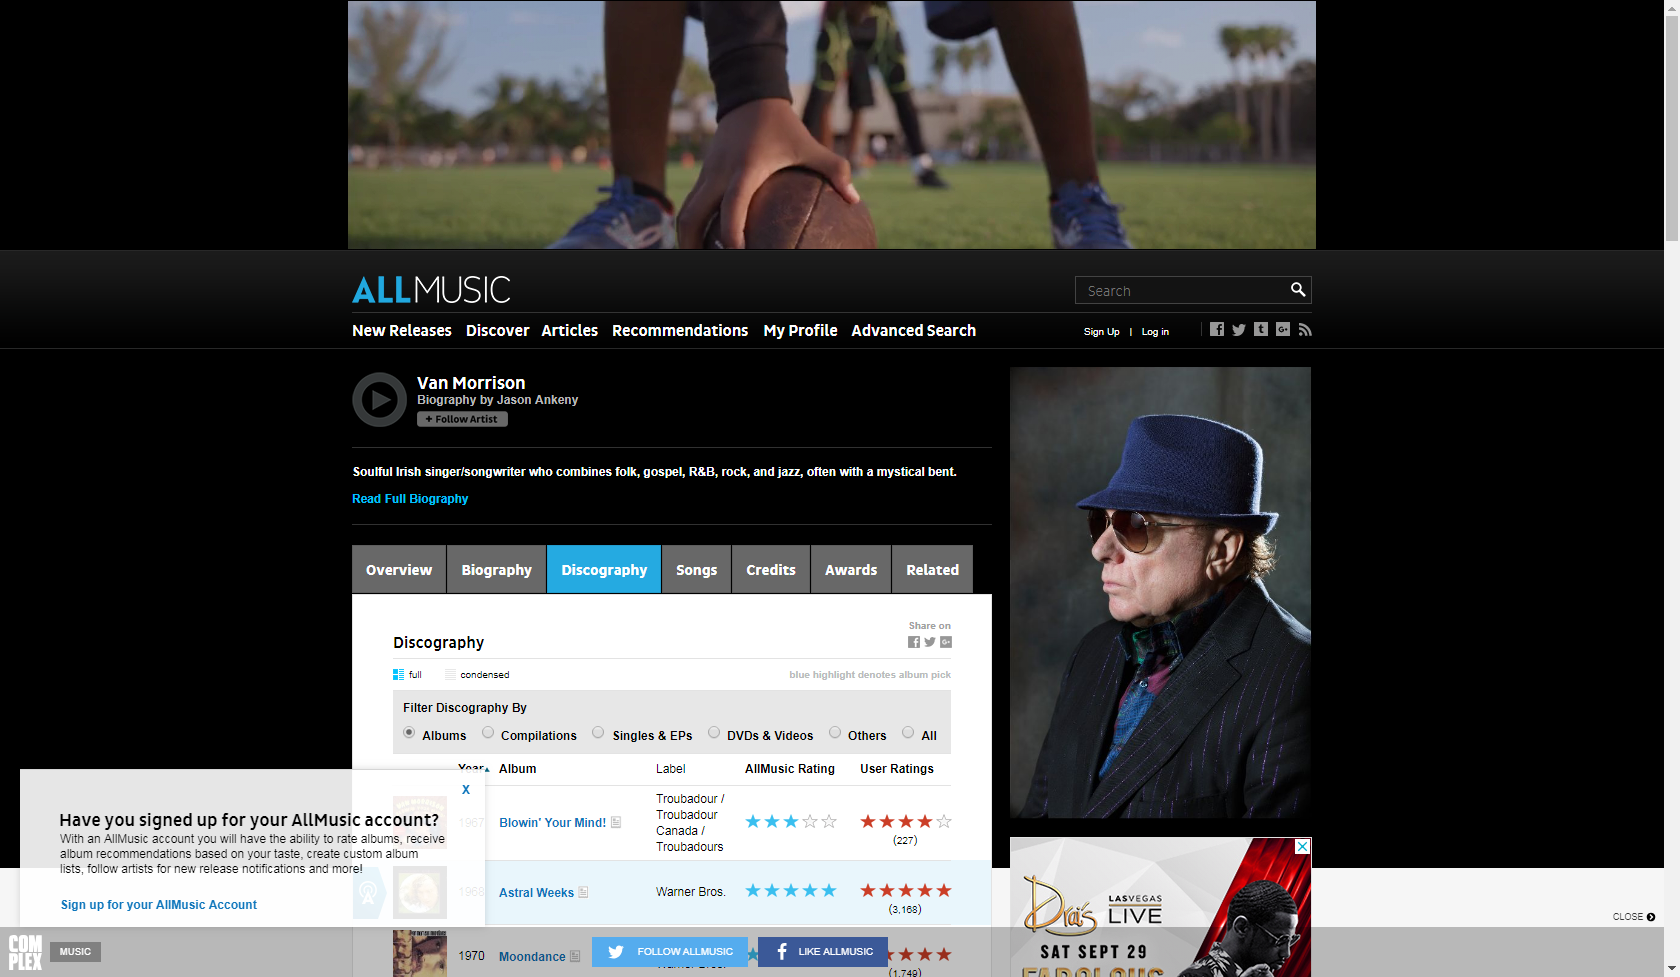 ALLMUSIC
Search
New Releases Discover Articles Recommendations My Profile Advanced Search
Sign Up | Log in
Van Morrison
Biography by Jason Ankeny
+ Follow Artist
Soulful Irish singer/songwriter who combines folk, gospel, R&B, rock, and jazz, often with a mystical bent.
Read Full Biography
Overview Biography Discography Songs Credits Awards Related
Share on
Discography
full condensed blue highlight denotes album pick
Filter Discography By
Albums Compilations Singles & EPs DVDs & Videos Others All
Year Album Label AllMusic Rating User Ratings
1967 Blowin' Your Mind! Troubadour /
Troubadour
Canada /
Troubadours
(227)
1968 Astral Weeks Warner Bros.
(3,168)
1970 Moondance
(1,749)
X
Have you signed up for your AllMusic account?
With an AllMusic account you will have the ability to rate albums, receive
album recommendations based on your taste, create custom album
lists, follow artists for new release notifications and more!
Sign up for your AllMusic Account
Drai's
LASVEGAS
LIVE
SAT SEPT 29
FABOLOUS
CLOSE
COMPLEX
MUSIC
FOLLOW ALLMUSIC
LIKE ALLMUSIC